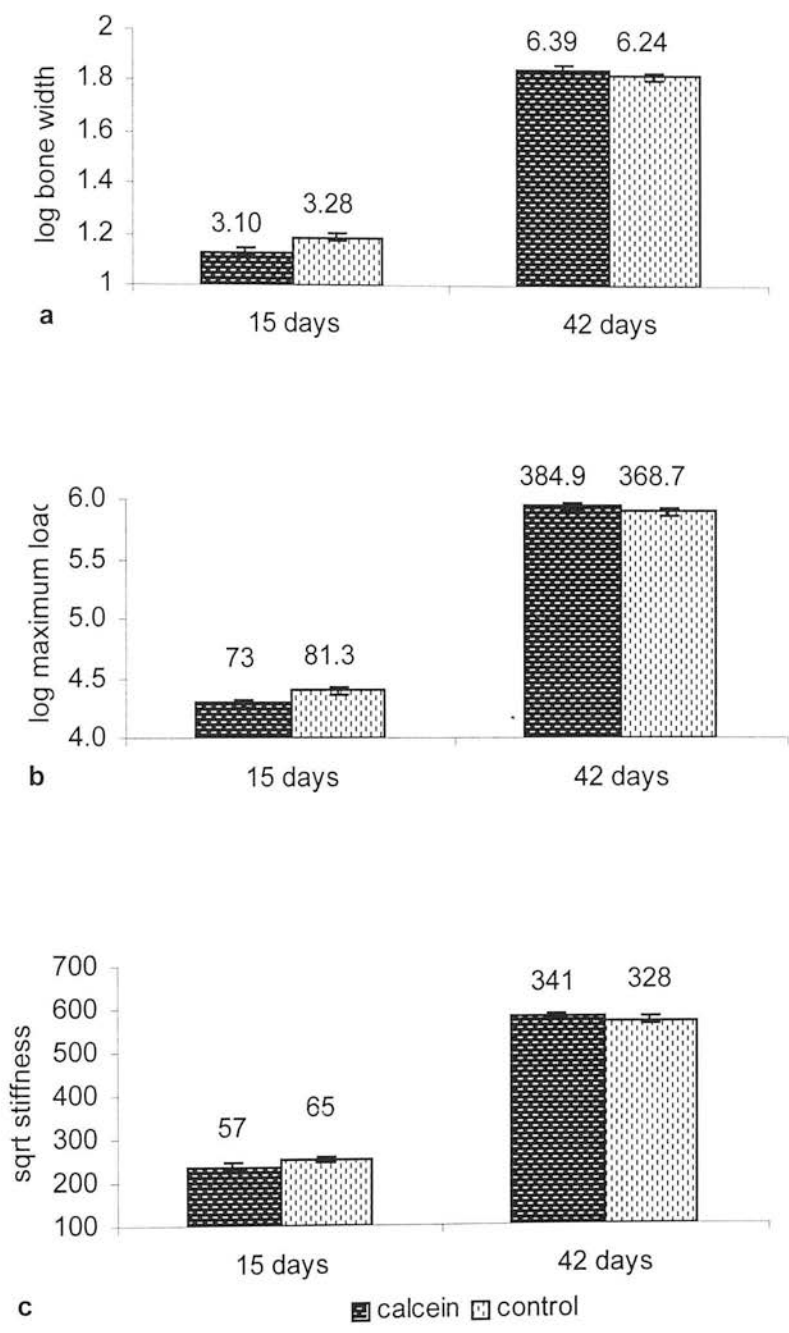 2
6.39 6.24
1.8
1.6
1.4
3.10 3.28
1.2
1
log bone width
a
15 days 42 days
384.9 368.7
6.0
5.5
5.0
73 81.3
4.5
4.0
log maximum loac
b
15 days 42 days
700
341 328
600
500
400
57 65
300
200
100
sqrt stiffness
15 days 42 days
c
calcein control